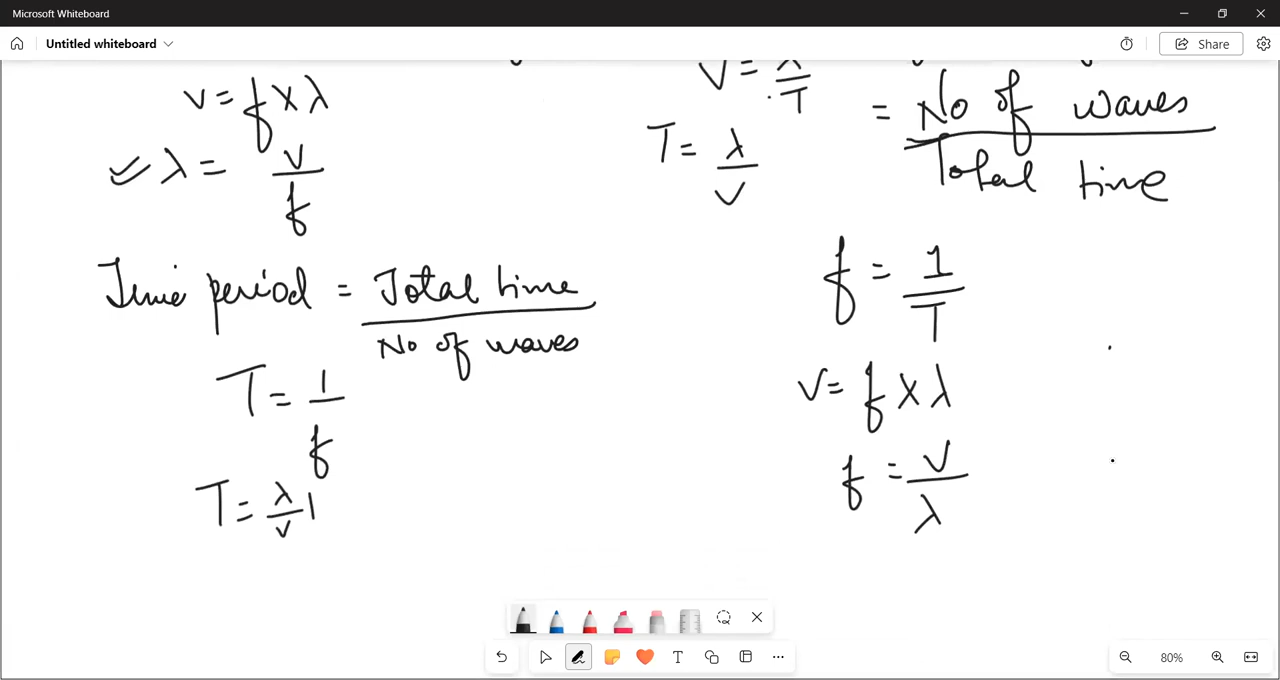 Microsoft Whiteboard
Untitled whiteboard
Share
v = f x λ
λ = v/f
Time period = Total time / No of waves
T = 1/f
T = λ/v 1
V = λ/T
T = λ/V
= No of waves / Total time
f = 1/T
V = f x λ
f = V/λ
80%